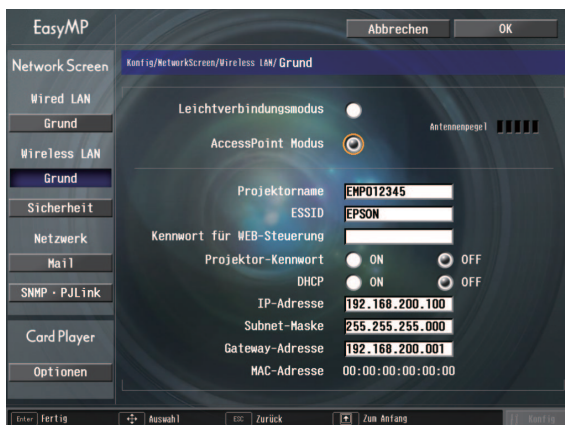 EasyMP
Abbrechen
OK
Network Screen
Konfig/NetworkScreen/Wireless LAN/Grund
Wired LAN
Grund
Wireless LAN
Grund
Sicherheit
Netzwerk
Mail
SNMP · PJLink
Card Player
Optionen
Leichtverbindungsmodus
Antennenpegel
AccessPoint Modus
Projektorname EMP012345
ESSID EPSON
Kennwort für WEB-Steuerung
Projektor-Kennwort ON OFF
DHCP ON OFF
IP-Adresse 192.168.200.100
Subnet-Maske 255.255.255.000
Gateway-Adresse 192.168.200.001
MAC-Adresse 00:00:00:00:00:00
Enter Fertig
Auswahl
ESC Zurück
Zum Anfang
Konfig